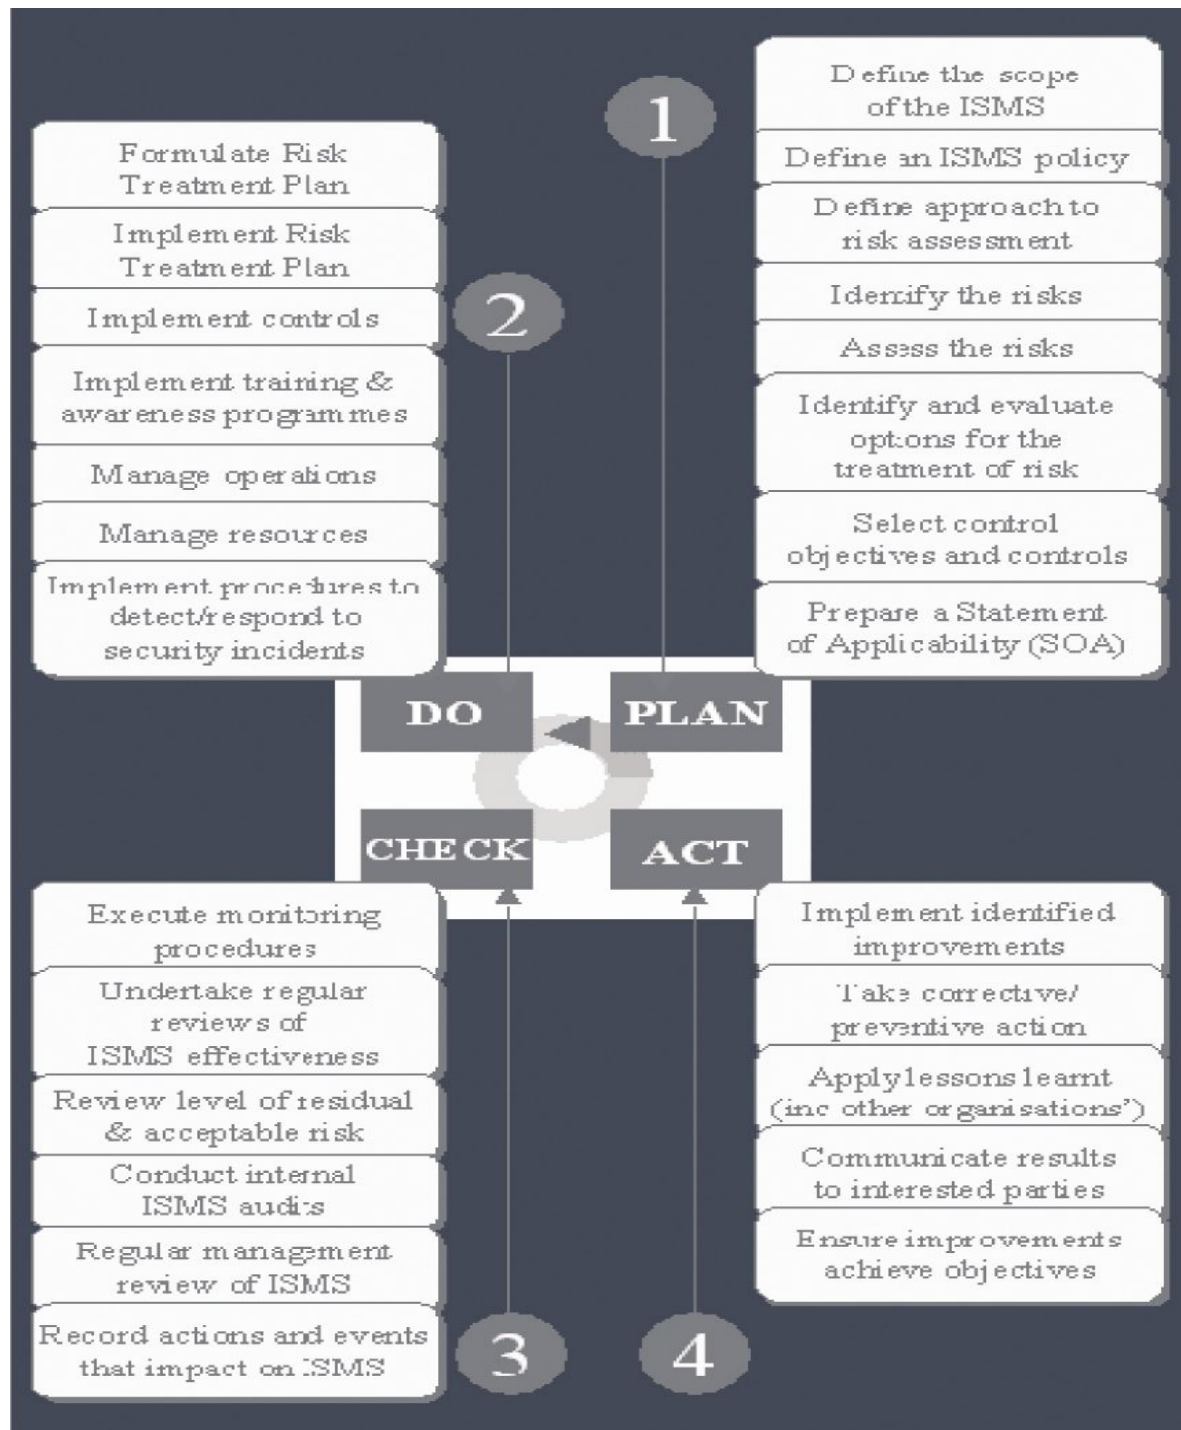 1
Define the scope
of the ISMS
Define an ISMS policy
Define approach to
risk assessment
Identify the risks
Assess the risks
Identify and evaluate
options for the
treatment of risk
Select control
objectives and controls
Prepare a Statement
of Applicability (SOA)
2
Formulate Risk
Treatment Plan
Implement Risk
Treatment Plan
Implement controls
Implement training &
awareness programmes
Manage operations
Manage resources
Implement procedures to
detect/respond to
security incidents
DO
PLAN
CHECK
ACT
Execute monitoring
procedures
Undertake regular
reviews of
ISMS effectiveness
Review level of residual
& acceptable risk
Conduct internal
ISMS audits
Regular management
review of ISMS
Record actions and events
that impact on ISMS
3
Implement identified
improvements
Take corrective/
preventive action
Apply lessons learnt
(inc other organisations')
Communicate results
to interested parties
Ensure improvements
achieve objectives
4